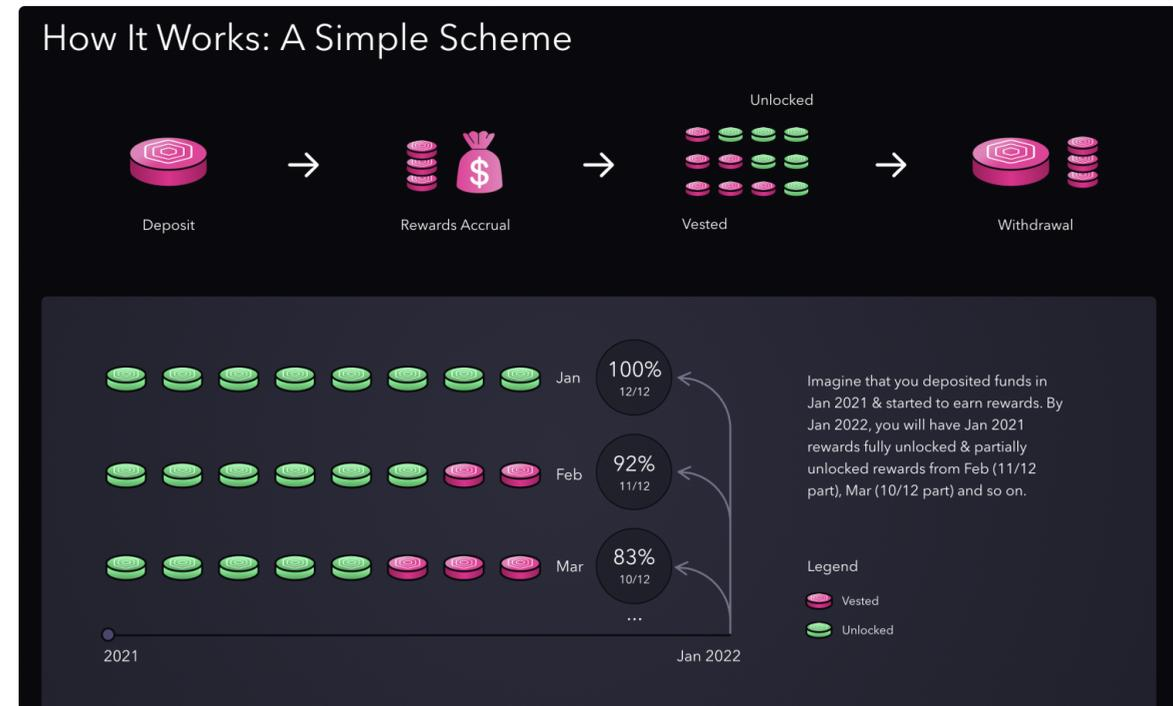 How It Works: A Simple Scheme
Unlocked
$
Deposit
Rewards Accrual
Vested
Withdrawal
Jan
100%
12/12
Feb
92%
11/12
Mar
83%
10/12
...
2021
Jan 2022
Imagine that you deposited funds in
Jan 2021 & started to earn rewards. By
Jan 2022, you will have Jan 2021
rewards fully unlocked & partially
unlocked rewards from Feb (11/12
part), Mar (10/12 part) and so on.
Legend
Vested
Unlocked